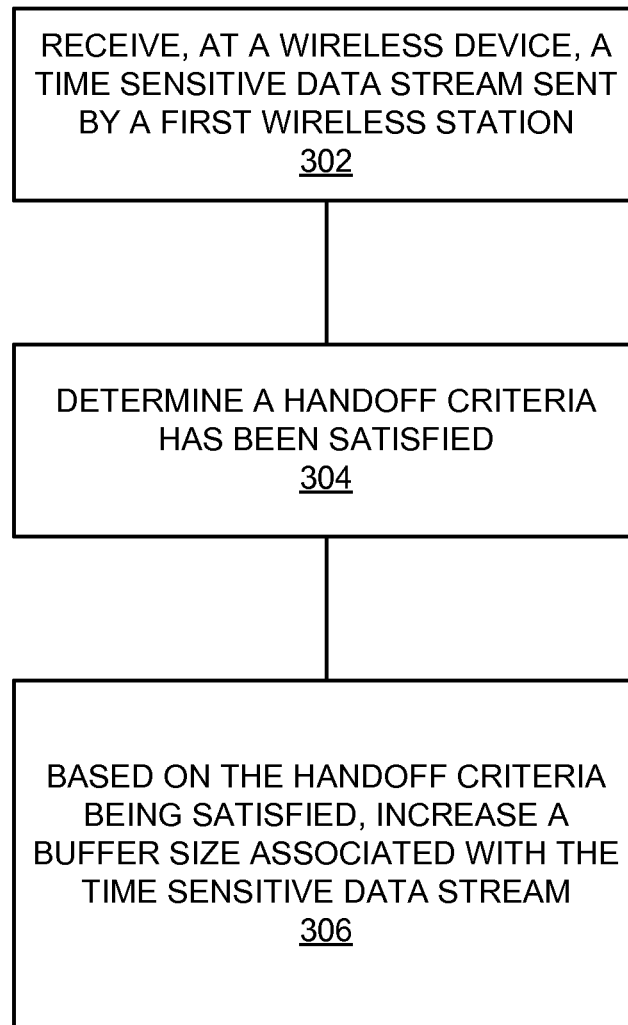 RECEIVE, AT A WIRELESS DEVICE, A
TIME SENSITIVE DATA STREAM SENT
BY A FIRST WIRELESS STATION
302
DETERMINE A HANDOFF CRITERIA
HAS BEEN SATISFIED
304
BASED ON THE HANDOFF CRITERIA
BEING SATISFIED, INCREASE A
BUFFER SIZE ASSOCIATED WITH THE
TIME SENSITIVE DATA STREAM
306